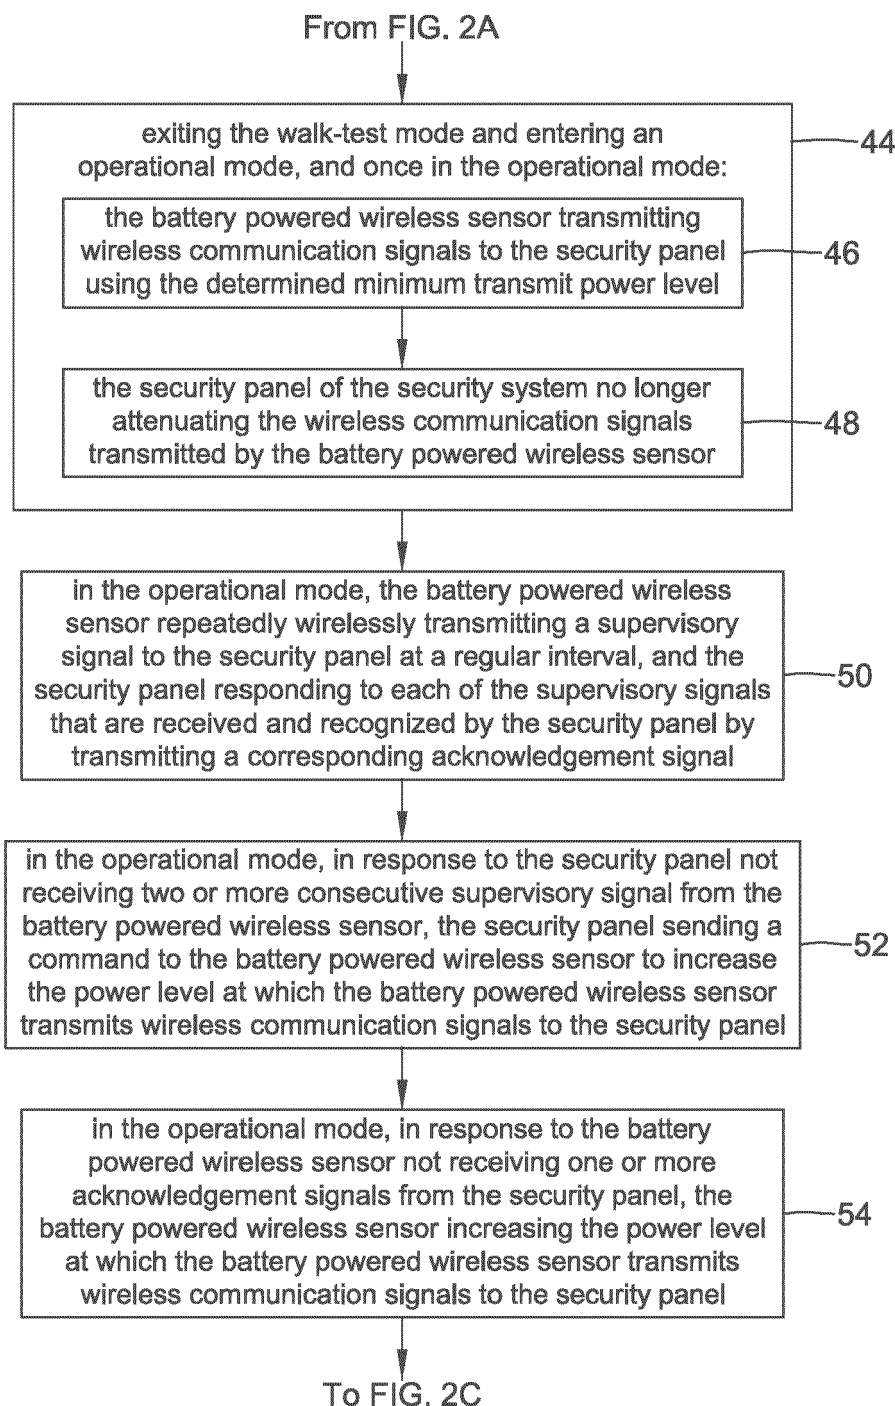 From FIG. 2A
exiting the walk-test mode and entering an
operational mode, and once in the operational mode:
44
the battery powered wireless sensor transmitting
wireless communication signals to the security panel
using the determined minimum transmit power level
46
the security panel of the security system no longer
attenuating the wireless communication signals
transmitted by the battery powered wireless sensor
48
in the operational mode, the battery powered wireless
sensor repeatedly wirelessly transmitting a supervisory
signal to the security panel at a regular interval, and the
security panel responding to each of the supervisory signals
that are received and recognized by the security panel by
transmitting a corresponding acknowledgement signal
50
in the operational mode, in response to the security panel not
receiving two or more consecutive supervisory signal from the
battery powered wireless sensor, the security panel sending a
command to the battery powered wireless sensor to increase
the power level at which the battery powered wireless sensor
transmits wireless communication signals to the security panel
52
in the operational mode, in response to the battery
powered wireless sensor not receiving one or more
acknowledgement signals from the security panel, the
battery powered wireless sensor increasing the power level
at which the battery powered wireless sensor transmits
wireless communication signals to the security panel
54
To FIG. 2C